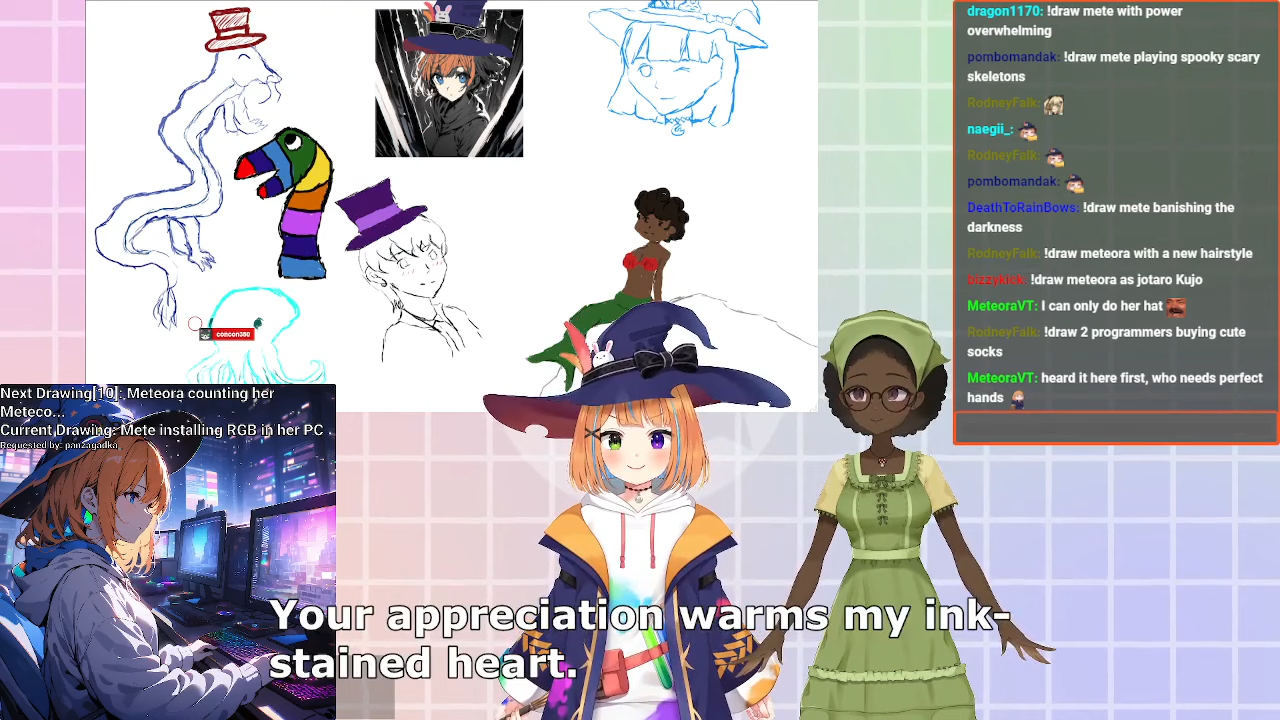 dragon1170: !draw mete with power
overwhelming
pombomandak: !draw mete playing spooky scary
skeletons
RodneyFalk:
naegii_:
RodneyFalk:
pombomandak:
DeathToRainBows: !draw mete banishing the
darkness
RodneyFalk: !draw meteora with a new hairstyle
bizzykick: !draw meteora as jotaro Kujo
MeteoraVT: I can only do her hat
RodneyFalk: !draw 2 programmers buying cute
socks
MeteoraVT: heard it here first, who needs perfect
hands
concon350
Next Drawing[10]: Meteora counting her
Meteco...
Current Drawing: Mete installing RGB in her PC
Requested by: panzagadka_
Your appreciation warms my ink-
stained heart.